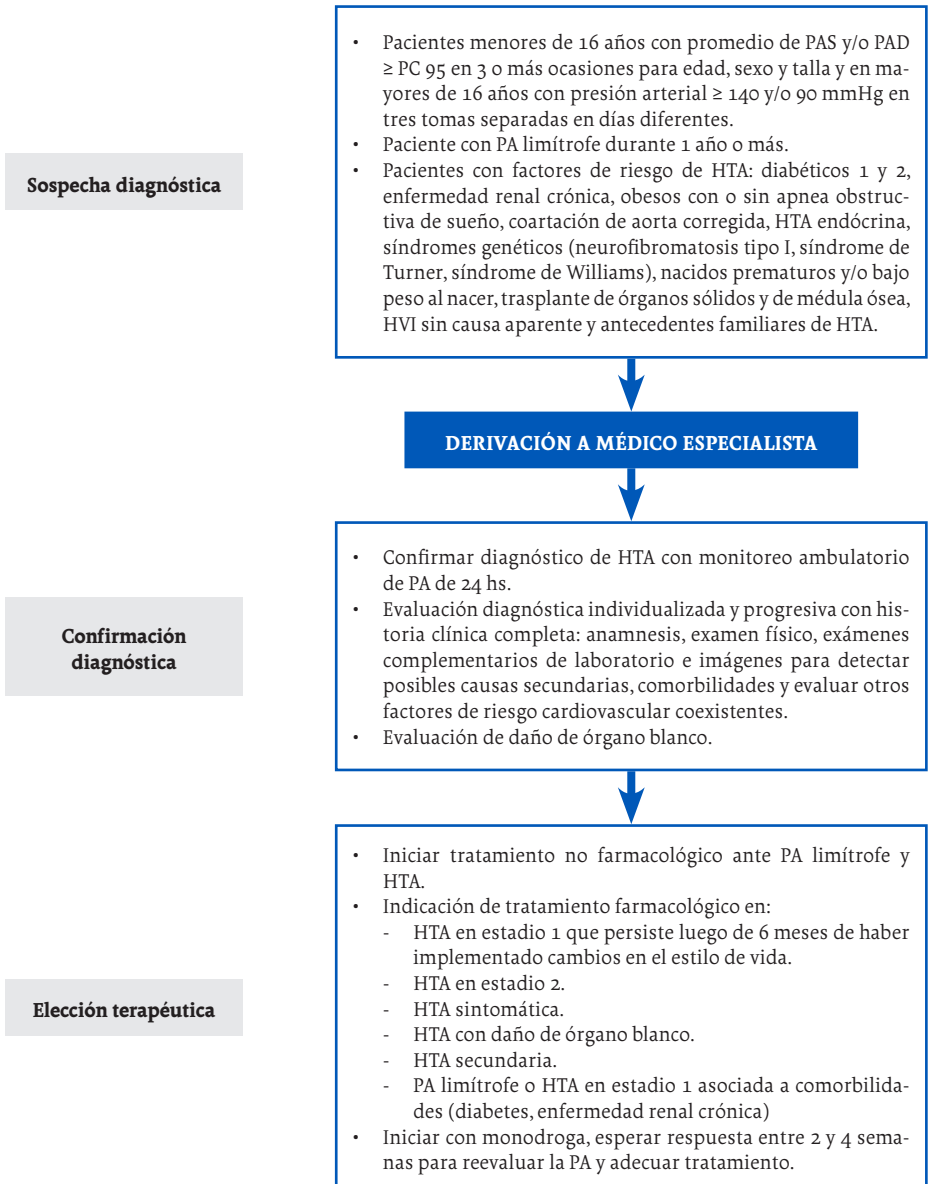 • Pacientes menores de 16 años con promedio de PAS y/o PAD
≥ PC 95 en 3 o más ocasiones para edad, sexo y talla y en ma-
yores de 16 años con presión arterial ≥ 140 y/o 90 mmHg en
tres tomas separadas en días diferentes.
• Paciente con PA limítrofe durante 1 año o más.
• Pacientes con factores de riesgo de HTA: diabéticos 1 y 2,
enfermedad renal crónica, obesos con o sin apnea obstruc-
tiva de sueño, coartación de aorta corregida, HTA endócrina,
síndromes genéticos (neurofibromatosis tipo I, síndrome de
Turner, síndrome de Williams), nacidos prematuros y/o bajo
peso al nacer, trasplante de órganos sólidos y de médula ósea,
HVI sin causa aparente y antecedentes familiares de HTA.
Sospecha diagnóstica
DERIVACIÓN A MÉDICO ESPECIALISTA
• Confirmar diagnóstico de HTA con monitoreo ambulatorio
de PA de 24 hs.
• Evaluación diagnóstica individualizada y progresiva con his-
toria clínica completa: anamnesis, examen físico, exámenes
complementarios de laboratorio e imágenes para detectar
posibles causas secundarias, comorbilidades y evaluar otros
factores de riesgo cardiovascular coexistentes.
• Evaluación de daño de órgano blanco.
Confirmación
diagnóstica
• Iniciar tratamiento no farmacológico ante PA limítrofe y
HTA.
• Indicación de tratamiento farmacológico en:
- HTA en estadio 1 que persiste luego de 6 meses de haber
implementado cambios en el estilo de vida.
- HTA en estadio 2.
- HTA sintomática.
- HTA con daño de órgano blanco.
- HTA secundaria.
- PA limítrofe o HTA en estadio 1 asociada a comorbilida-
des (diabetes, enfermedad renal crónica)
• Iniciar con monodroga, esperar respuesta entre 2 y 4 sema-
nas para reevaluar la PA y adecuar tratamiento.
Elección terapéutica